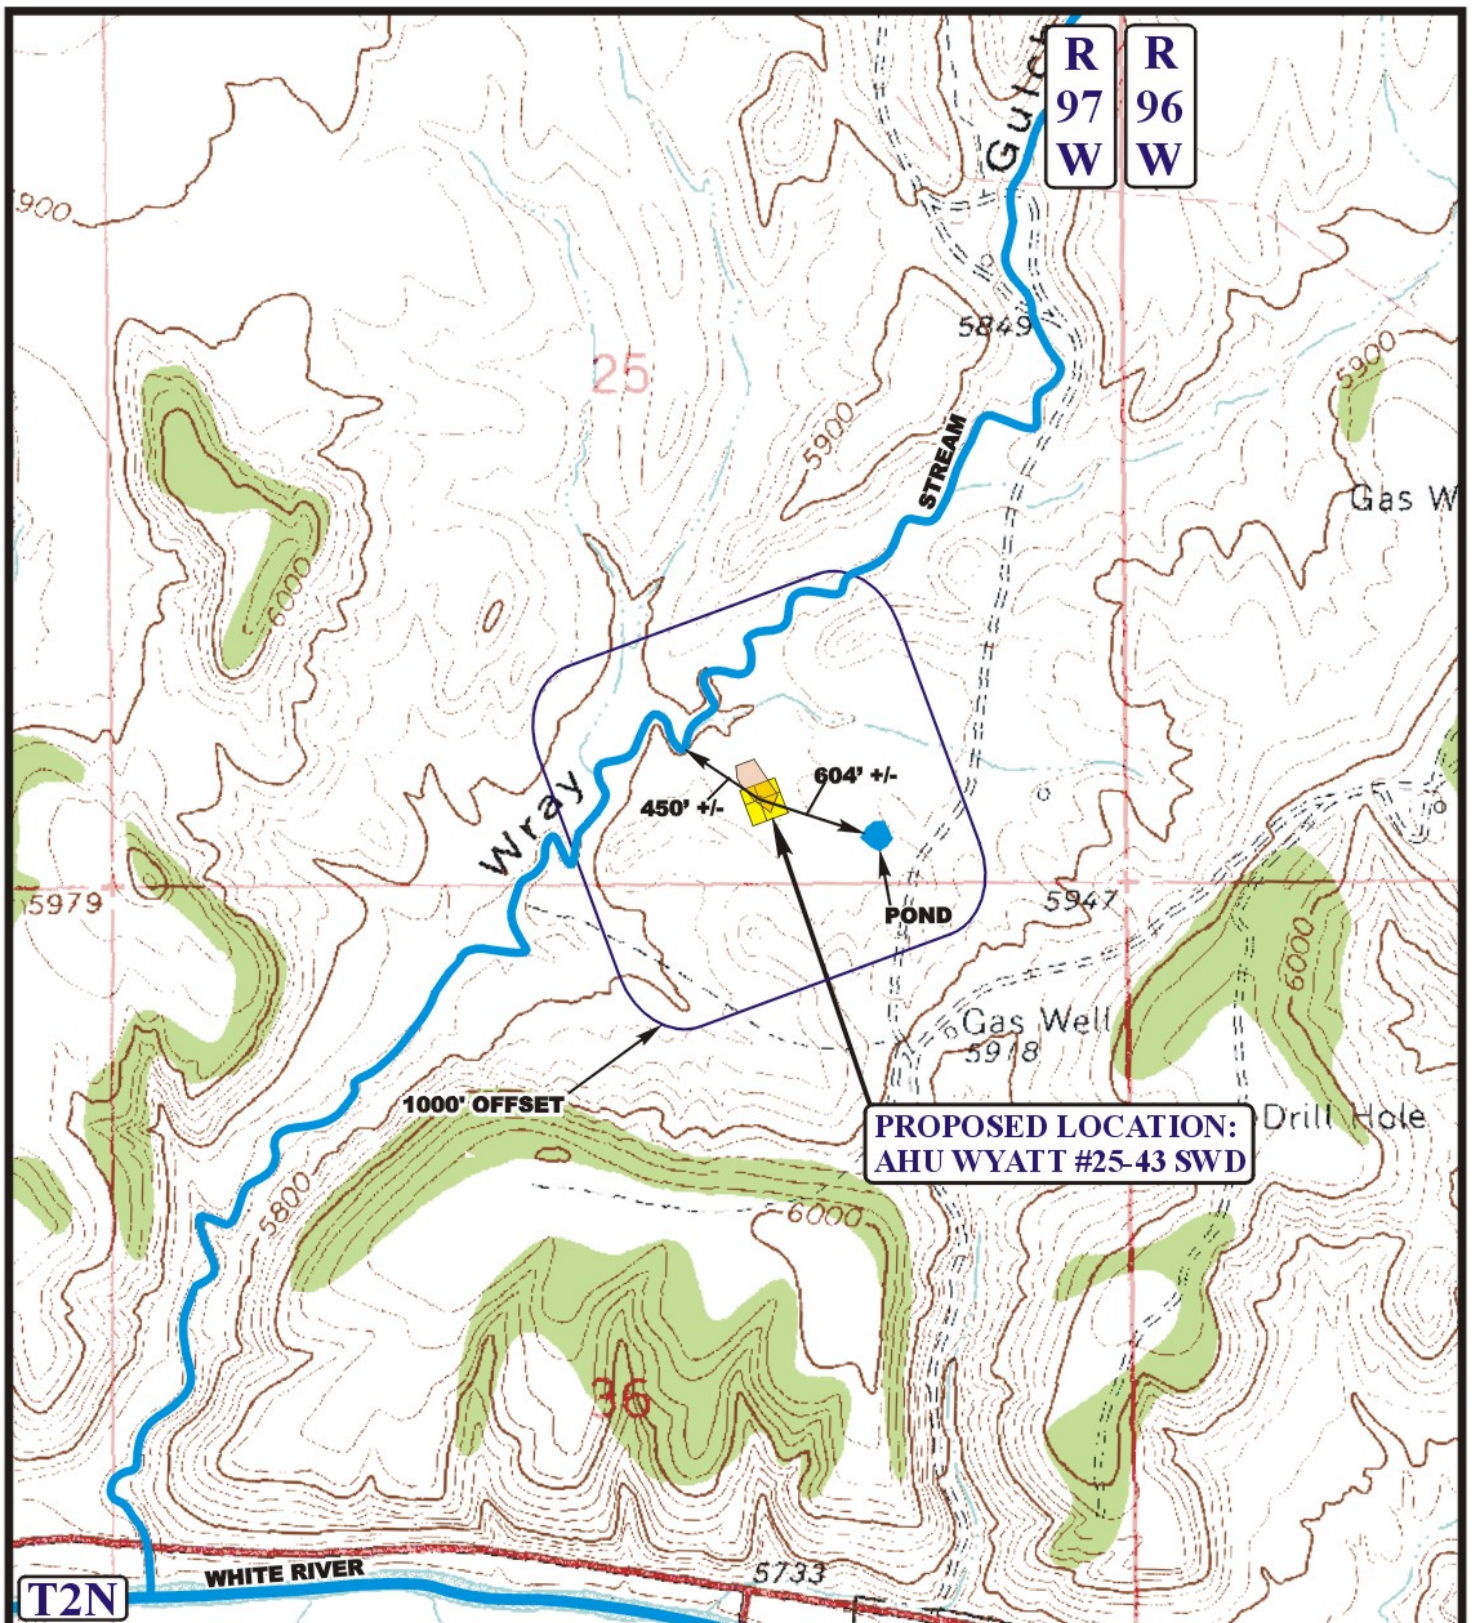 Gulch
R
97
W
R
96
W
900
5849
25
5900
5900
STREAM
Gas W
6000
604' +/-
450' +/-
Wray
5979
5947
POND
6000
Gas Well
5918
1000' OFFSET
PROPOSED LOCATION:
AHU WYATT #25-43 SWD
Drill Hole
5800
6000
36
WHITE RIVER
5733
T2N